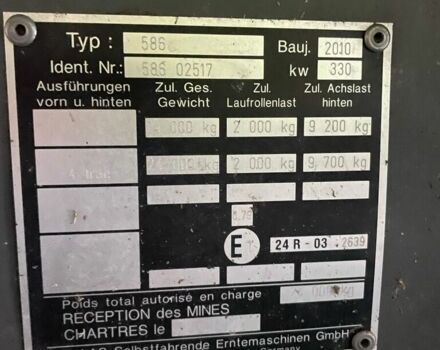 Typ : 586 Bauj. 2010
Ident. Nr.: 586 02517 kw 330
Ausführungen Zul. Ges. Zul. Zul. Achslast
vorn u. hinten Gewicht Laufrollenlast hinten
000 kg 2 000 kg 9 200 kg
kg 2 000 kg 9 700 kg
E 24 R - 03 2639
Poids total autorisé en charge
RECEPTION DES MINES
CHARTRES le
Selbstfahrende Erntemaschinen GmbH
Germany